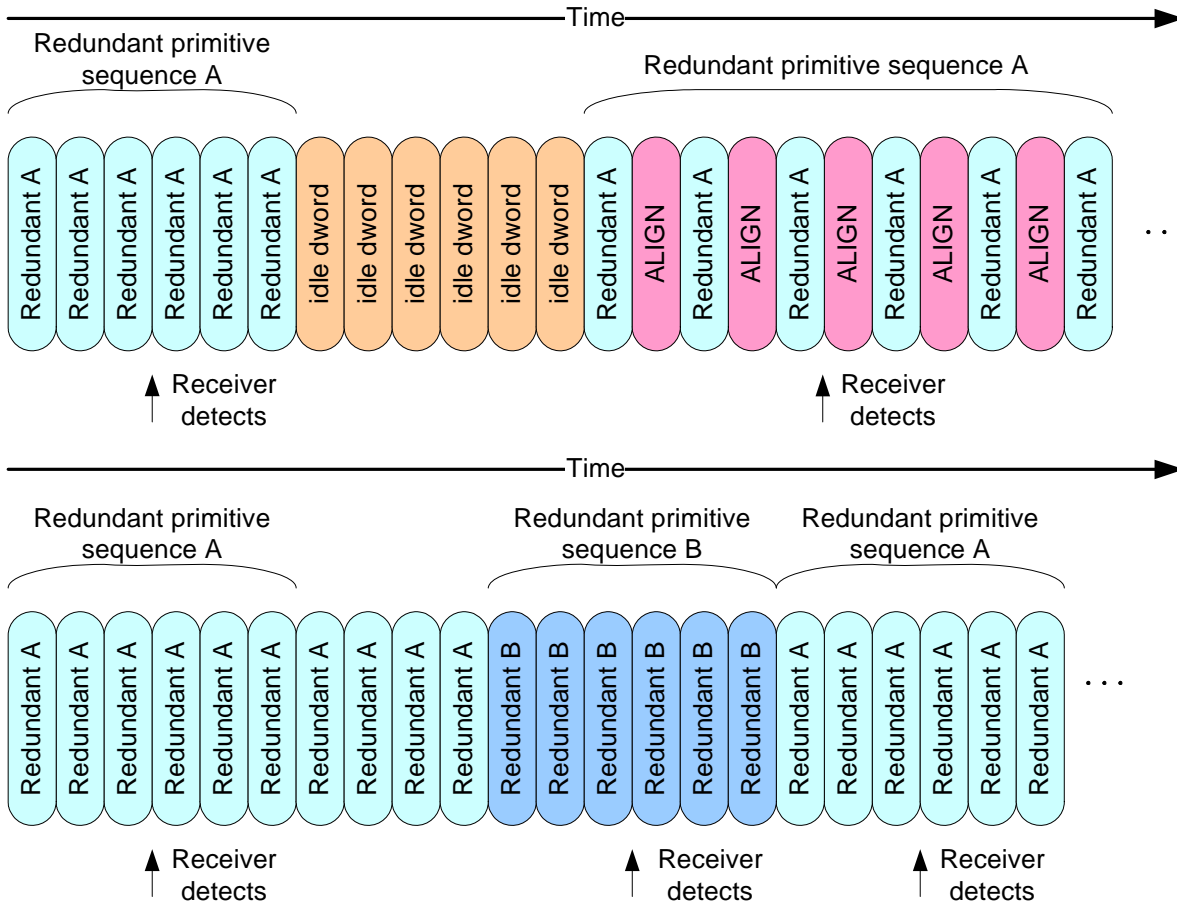 Time
Redundant primitive
sequence A
Redundant primitive sequence A
Redundant A
Redundant A
Redundant A
Redundant A
Redundant A
Redundant A
idle dword
idle dword
idle dword
idle dword
idle dword
idle dword
Redundant A
ALIGN
Redundant A
ALIGN
Redundant A
ALIGN
Redundant A
ALIGN
Redundant A
ALIGN
Redundant A
. .
Receiver
detects
Receiver
detects
Time
Redundant primitive
sequence A
Redundant primitive
sequence B
Redundant primitive
sequence A
Redundant A
Redundant A
Redundant A
Redundant A
Redundant A
Redundant A
Redundant A
Redundant A
Redundant A
Redundant A
Redundant B
Redundant B
Redundant B
Redundant B
Redundant B
Redundant B
Redundant A
Redundant A
Redundant A
Redundant A
Redundant A
Redundant A
. . .
Receiver
detects
Receiver
detects
Receiver
detects